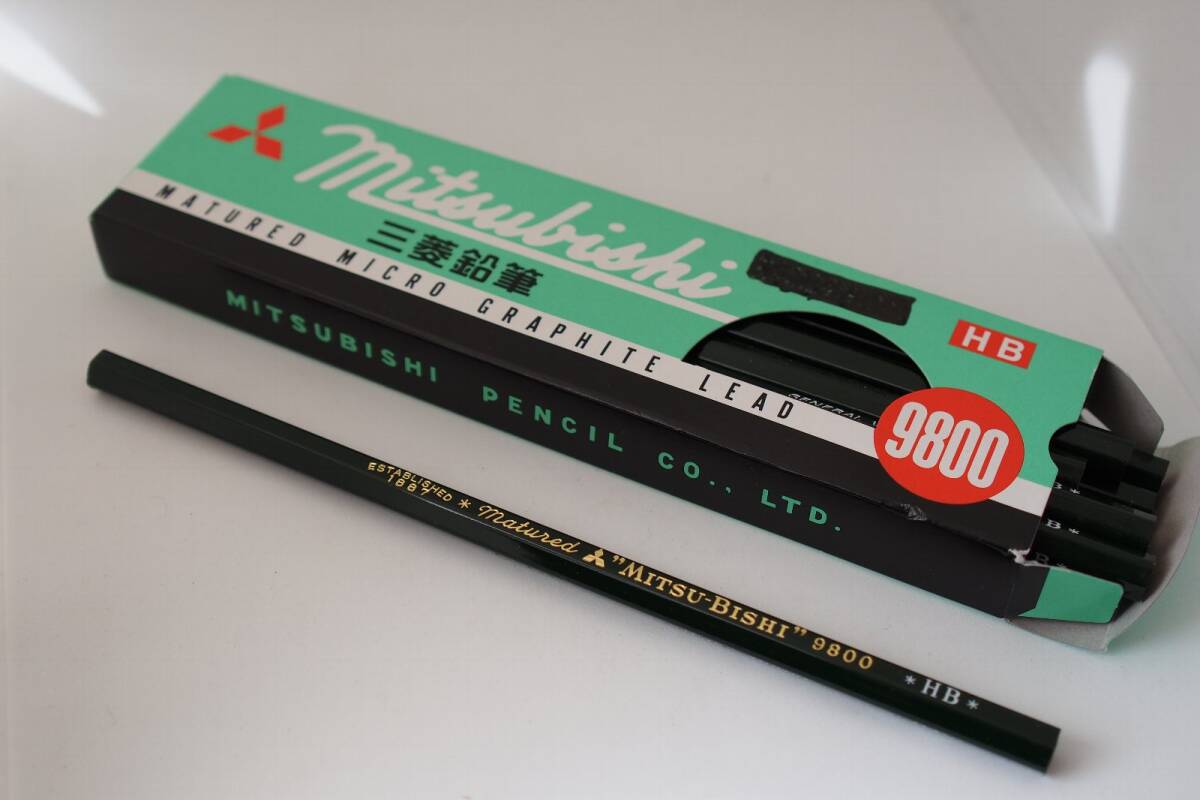 Mitsubishi
三菱鉛筆
HB
MATURED MICRO GRAPHITE LEAD
9800
MITSUBISHI PENCIL CO., LTD.
GENERAL
B*
B*
B*
ESTABLISHED
1887
* Matured "MITSU-BISHI" 9800 *HB*